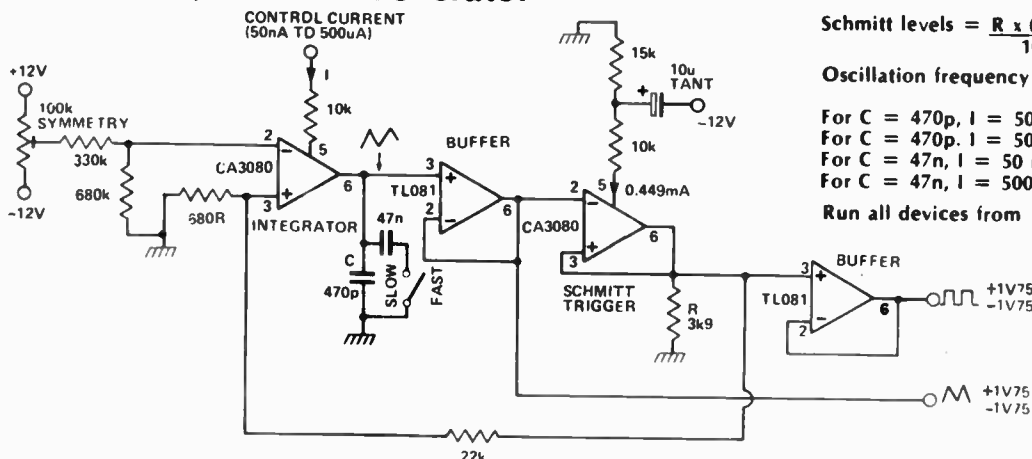 CONTROL CURRENT
(50nA TO 500uA)
I
10k
+12V
100k
SYMMETRY
330k
680k
-12V
680R
2
CA3080
5
6
3
INTEGRATOR
47n
C
470p
SLOW
FAST
BUFFER
3
TL081
2
6
15k
10u
TANT
-12V
10k
5
0.449mA
2
CA3080
6
3
SCHMITT
TRIGGER
R
3k9
BUFFER
3
TL081
2
6
+1V75
-1V75
+1V75
-1V75
22k
Schmitt levels = R x
Oscillation frequency
For C = 470p, I = 50
For C = 470p. I = 50
For C = 47n, I = 50
For C = 47n, I = 500
Run all devices from